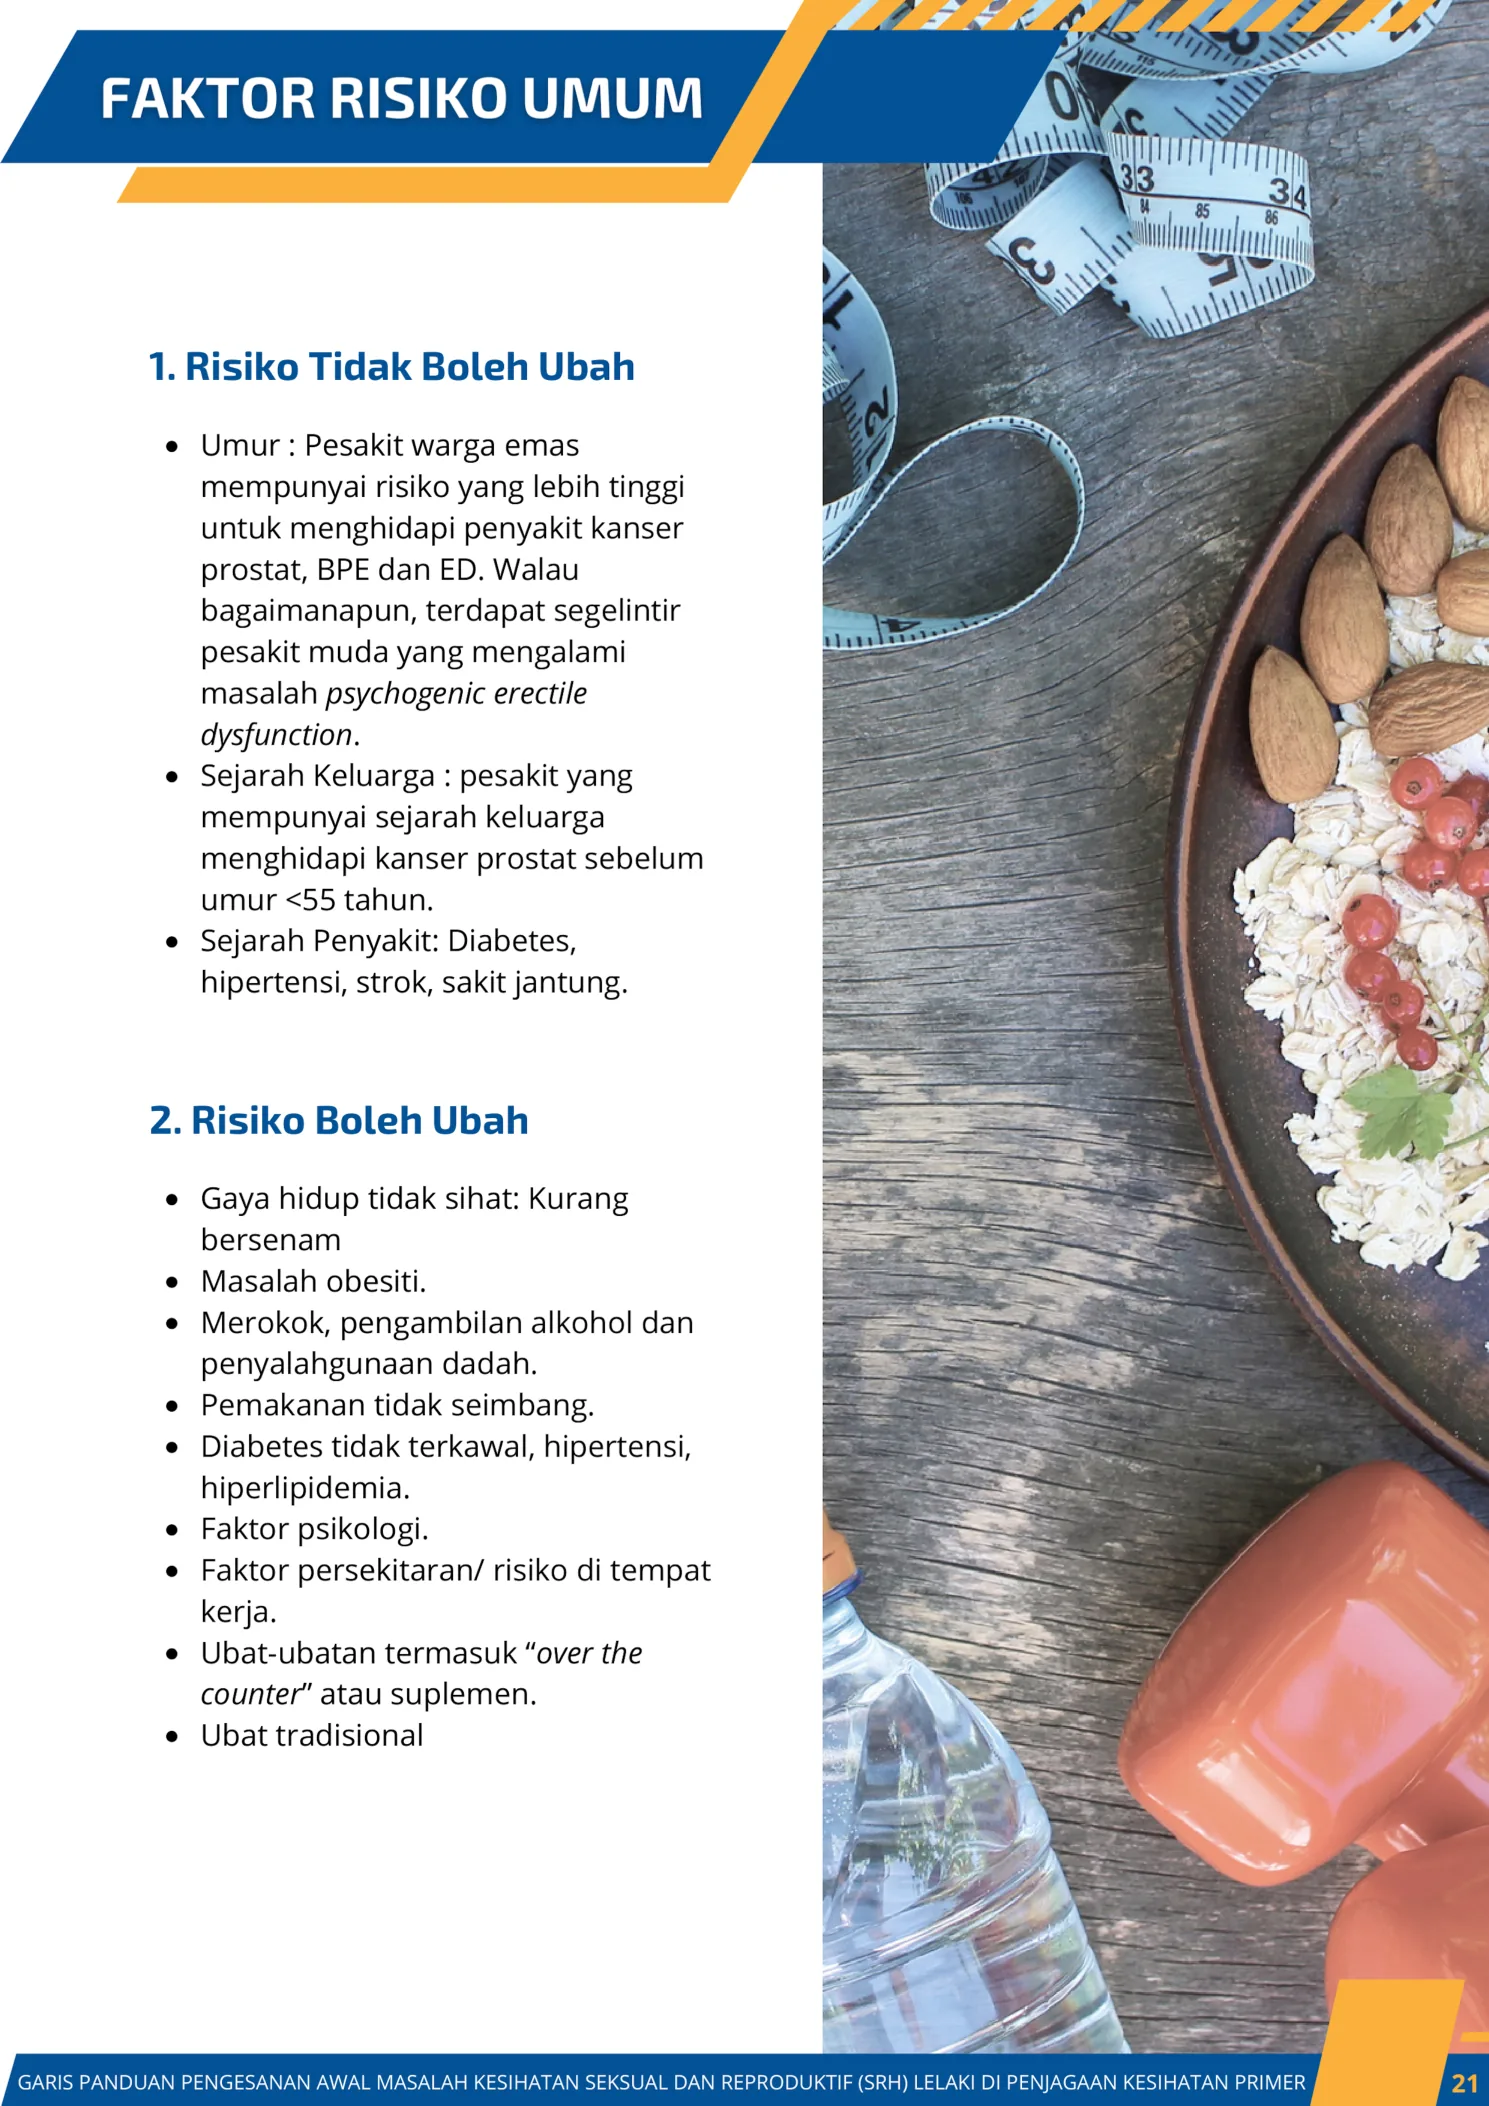 FAKTOR RISIKO UMUM
1. Risiko Tidak Boleh Ubah
• Umur : Pesakit warga emas
mempunyai risiko yang lebih tinggi
untuk menghidapi penyakit kanser
prostat, BPE dan ED. Walau
bagaimanapun, terdapat segelintir
pesakit muda yang mengalami
masalah psychogenic erectile
dysfunction.
• Sejarah Keluarga : pesakit yang
mempunyai sejarah keluarga
menghidapi kanser prostat sebelum
umur <55 tahun.
• Sejarah Penyakit: Diabetes,
hipertensi, strok, sakit jantung.
2. Risiko Boleh Ubah
• Gaya hidup tidak sihat: Kurang
bersenam
• Masalah obesiti.
• Merokok, pengambilan alkohol dan
penyalahgunaan dadah.
• Pemakanan tidak seimbang.
• Diabetes tidak terkawal, hipertensi,
hiperlipidemia.
• Faktor psikologi.
• Faktor persekitaran/ risiko di tempat
kerja.
• Ubat-ubatan termasuk “over the
counter” atau suplemen.
• Ubat tradisional
33 34
84 85 86
GARIS PANDUAN PENGESANAN AWAL MASALAH KESIHATAN SEKSUAL DAN REPRODUKTIF (SRH) LELAKI DI PENJAGAAN KESIHATAN PRIMER
21